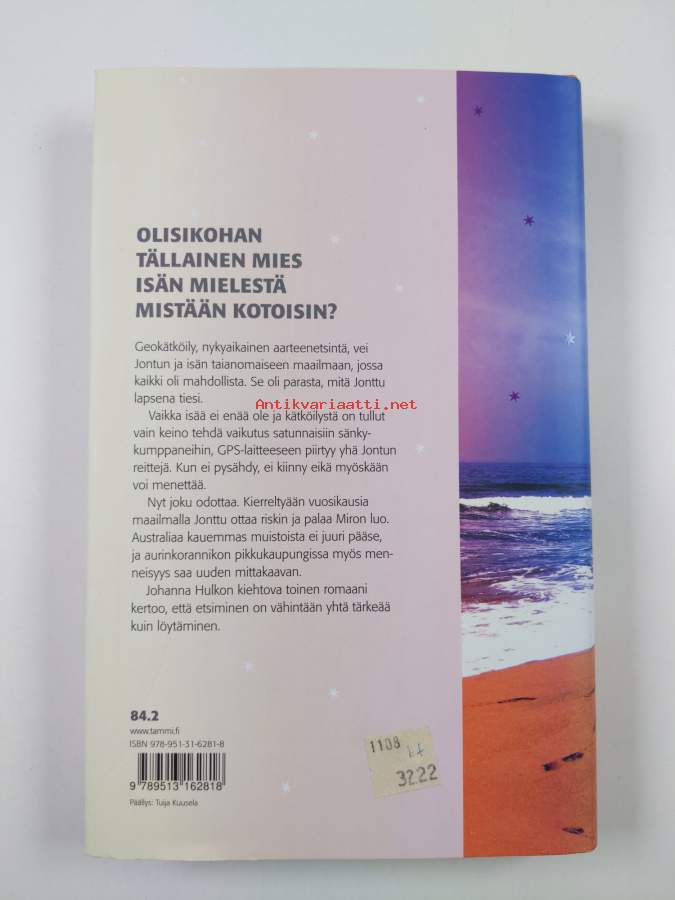 OLISIKOHAN
TÄLLAINEN MIES
ISÄN MIELESTÄ
MISTÄÄN KOTOISIN?
Geokätköily, nykyaikainen aarteenetsintä, vei
Jontun ja isän taianomaiseen maailmaan, jossa
kaikki oli mahdollista. Se oli parasta, mitä Jonttu
lapsena tiesi.
Antikvariaatti.net
Vaikka isää ei enää ole ja kätköilystä on tullut
vain keino tehdä vaikutus satunnaisiin sänky-
kumppaneihin, GPS-laitteeseen piirtyy yhä Jontun
reittejä. Kun ei pysähdy, ei kiinny eikä myöskään
voi menettää.
Nyt joku odottaa. Kierreltyään vuosikausia
maailmalla Jonttu ottaa riskin ja palaa Miron luo.
Australiaa kauemmas muistoista ei juuri pääse,
ja aurinkorannikon pikkukaupungissa myös men-
neisyys saa uuden mittakaavan.
Johanna Hulkon kiehtova toinen romaani
kertoo, että etsiminen on vähintään yhtä tärkeää
kuin löytäminen.
84.2
www.tammi.fi
ISBN 978-951-31-6281-8
9 789513 162818
Päällys: Tuija Kuusela
1108
3222